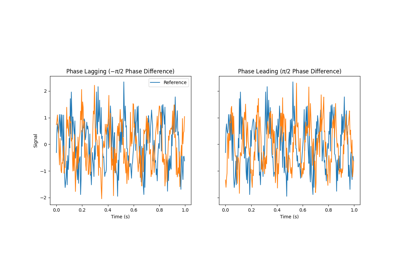 Phase Lagging (−π/2 Phase Difference)
Phase Leading (π/2 Phase Difference)
Reference
Signal
2
1
0
−1
−2
0.0 0.2 0.4 0.6 0.8 1.0
0.0 0.2 0.4 0.6 0.8 1.0
Time (s)
Time (s)